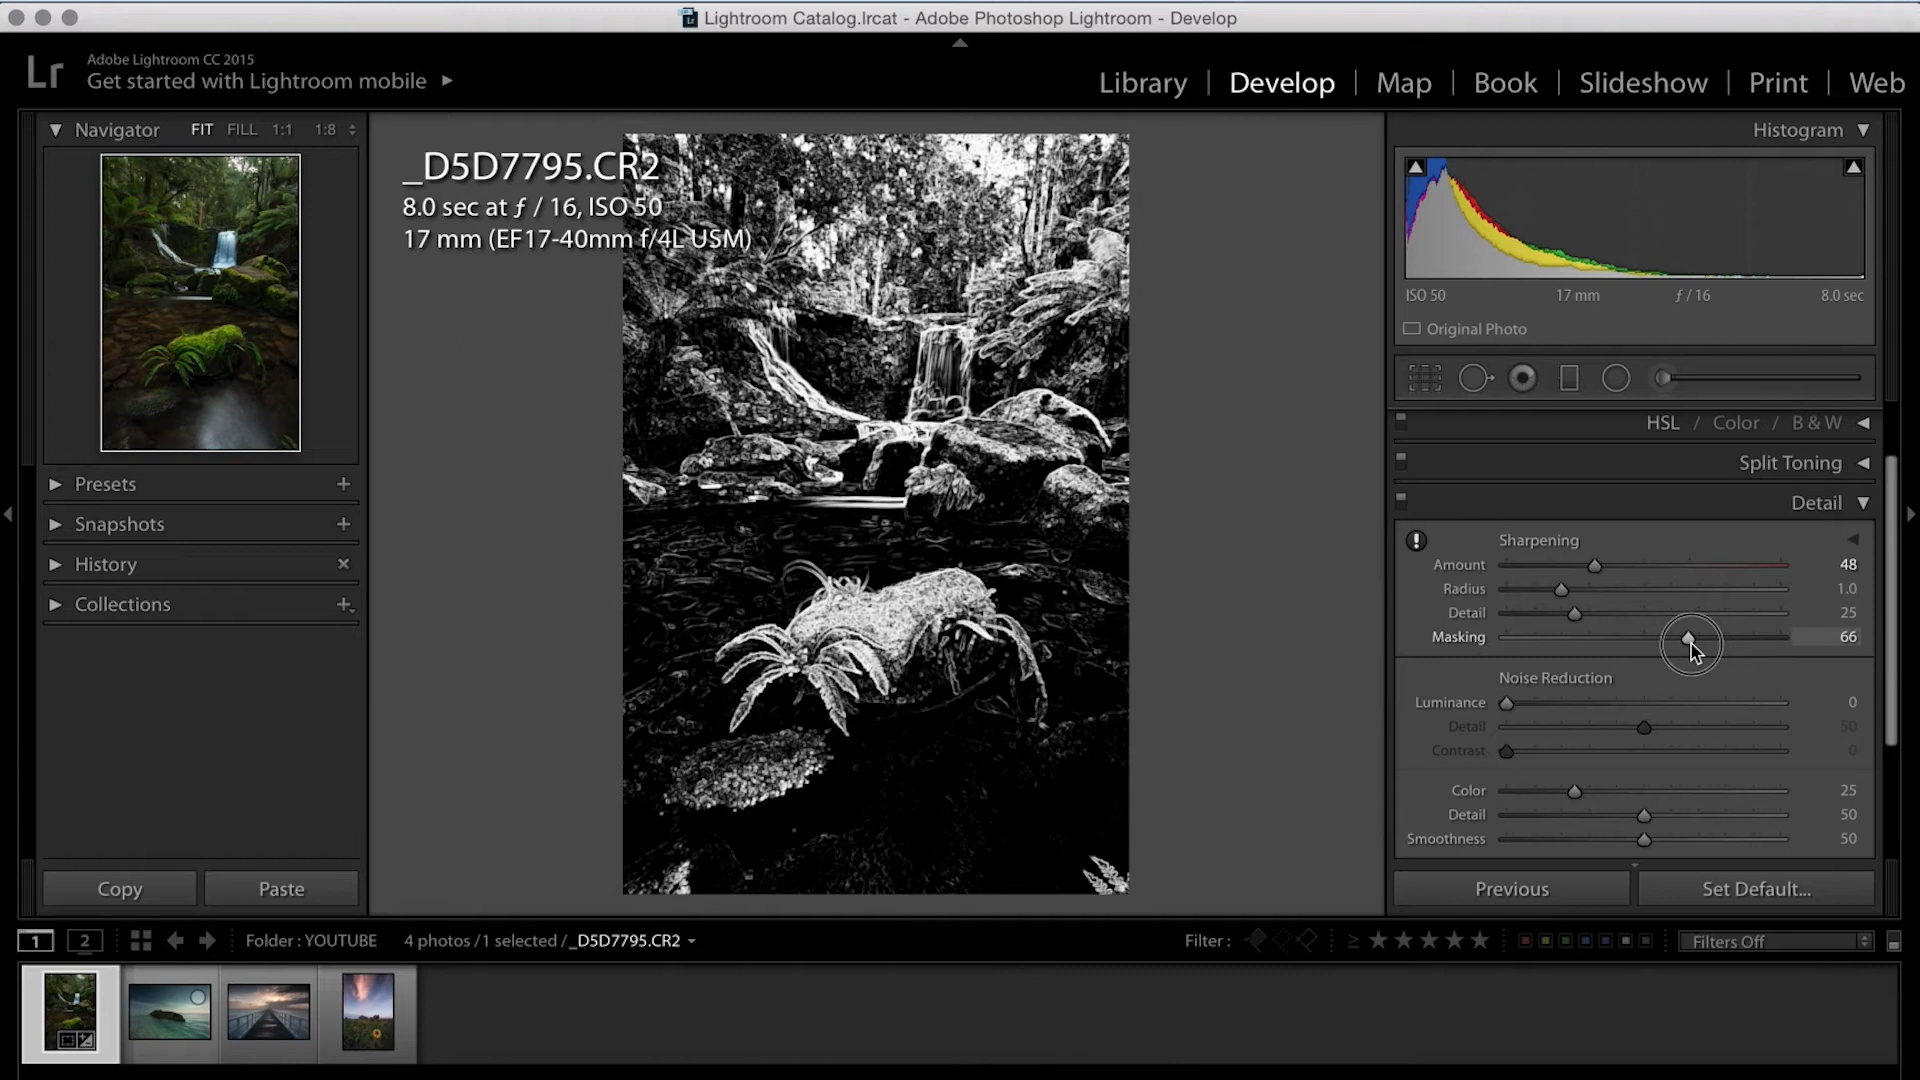 Lightroom Catalog.lrcat - Adobe Photoshop Lightroom - Develop
Lr
Adobe Lightroom CC 2015
Get started with Lightroom mobile
Library | Develop | Map | Book | Slideshow | Print | Web
Navigator FIT FILL 1:1 1:8
Presets
Snapshots
History
Collections
Copy Paste
_D5D7795.CR2
8.0 sec at ƒ / 16, ISO 50
17 mm (EF17-40mm f/4L USM)
Histogram
ISO 50 17 mm ƒ / 16 8.0 sec
Original Photo
HSL / Color / B & W
Split Toning
Detail
Sharpening
Amount 48
Radius 1.0
Detail 25
Masking 66
Noise Reduction
Luminance 0
Detail 50
Contrast 0
Color 25
Detail 50
Smoothness 50
Previous Set Default...
1 2 Folder : YOUTUBE 4 photos /1 selected /_D5D7795.CR2 Filter : ≥ Filters Off